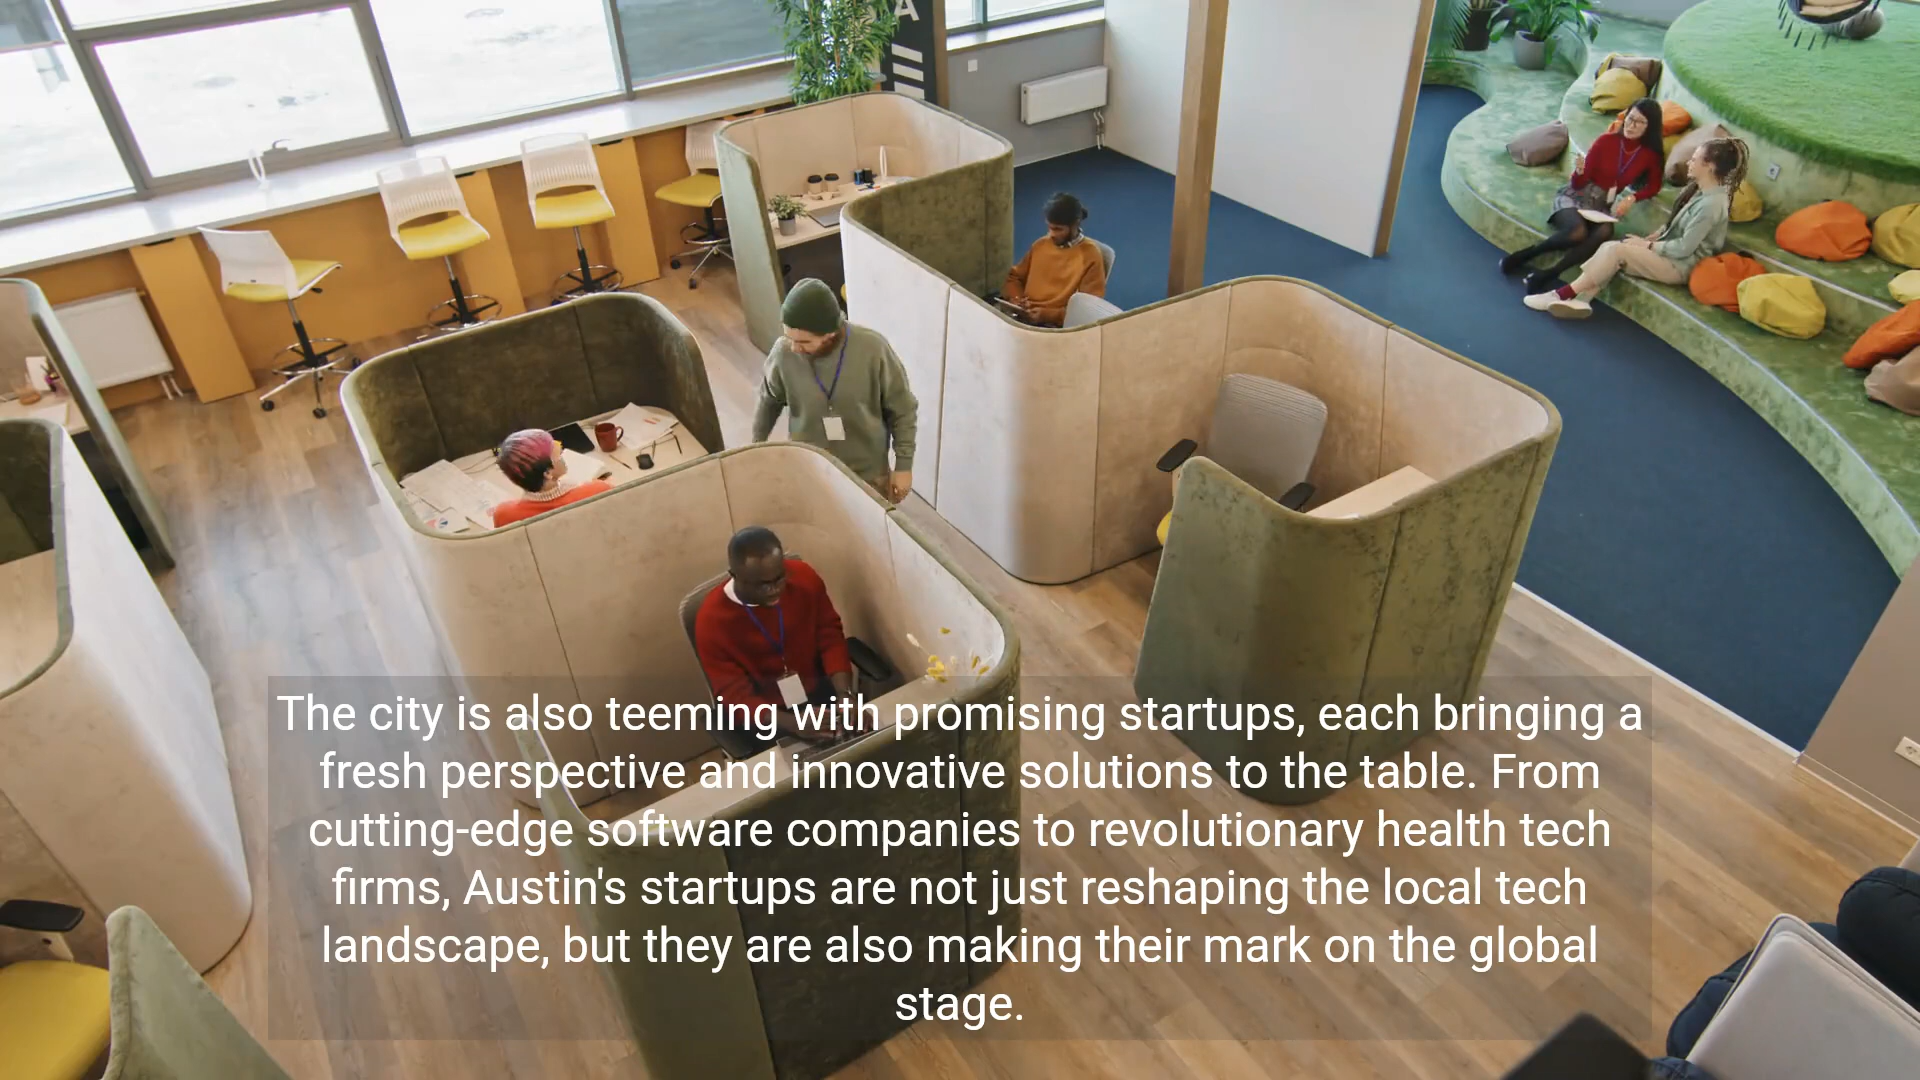 A
The city is also teeming with promising startups, each bringing a
fresh perspective and innovative solutions to the table. From
cutting-edge software companies to revolutionary health tech
firms, Austin's startups are not just reshaping the local tech
landscape, but they are also making their mark on the global
stage.